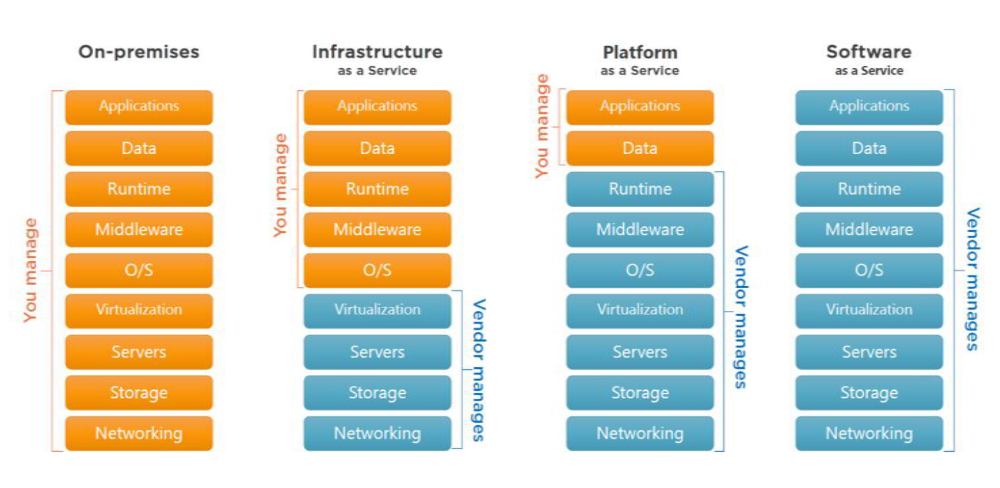 On-premises
You manage
Applications
Data
Runtime
Middleware
O/S
Virtualization
Servers
Storage
Networking
Infrastructure
as a Service
You manage
Applications
Data
Runtime
Middleware
O/S
Virtualization
Servers
Storage
Networking
Vendor manages
Platform
as a Service
You manage
Applications
Data
Runtime
Middleware
O/S
Virtualization
Servers
Storage
Networking
Vendor manages
Software
as a Service
Applications
Data
Runtime
Middleware
O/S
Virtualization
Servers
Storage
Networking
Vendor manages